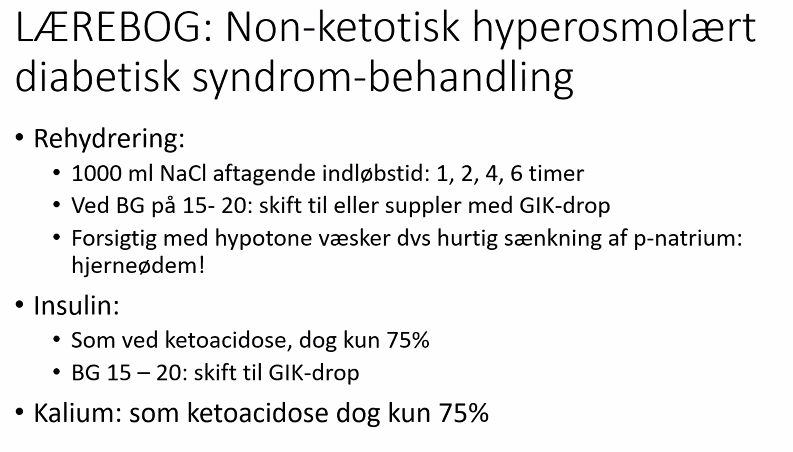 LÆREBOG: Non-ketotisk hyperosmolært
diabetisk syndrom-behandling
• Rehydrering:
• 1000 ml NaCl aftagende indløbstid: 1, 2, 4, 6 timer
• Ved BG på 15- 20: skift til eller suppler med GIK-drop
• Forsigtig med hypotone væsker dvs hurtig sænkning af p-natrium:
hjerneødem!
• Insulin:
• Som ved ketoacidose, dog kun 75%
• BG 15 – 20: skift til GIK-drop
• Kalium: som ketoacidose dog kun 75%